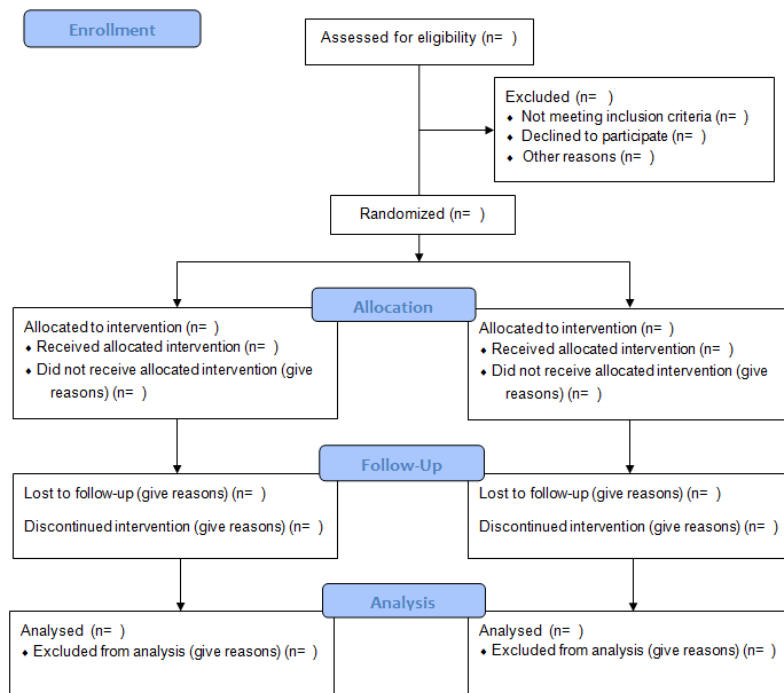 Enrollment
Assessed for eligibility (n= )
Excluded (n= )
♦ Not meeting inclusion criteria (n= )
♦ Declined to participate (n= )
♦ Other reasons (n= )
Randomized (n= )
Allocation
Allocated to intervention (n= )
♦ Received allocated intervention (n= )
♦ Did not receive allocated intervention (give
reasons) (n= )
Allocated to intervention (n= )
♦ Received allocated intervention (n= )
♦ Did not receive allocated intervention (give
reasons) (n= )
Follow-Up
Lost to follow-up (give reasons) (n= )
Discontinued intervention (give reasons) (n= )
Lost to follow-up (give reasons) (n= )
Discontinued intervention (give reasons) (n= )
Analysis
Analysed (n= )
♦ Excluded from analysis (give reasons) (n= )
Analysed (n= )
♦ Excluded from analysis (give reasons) (n= )